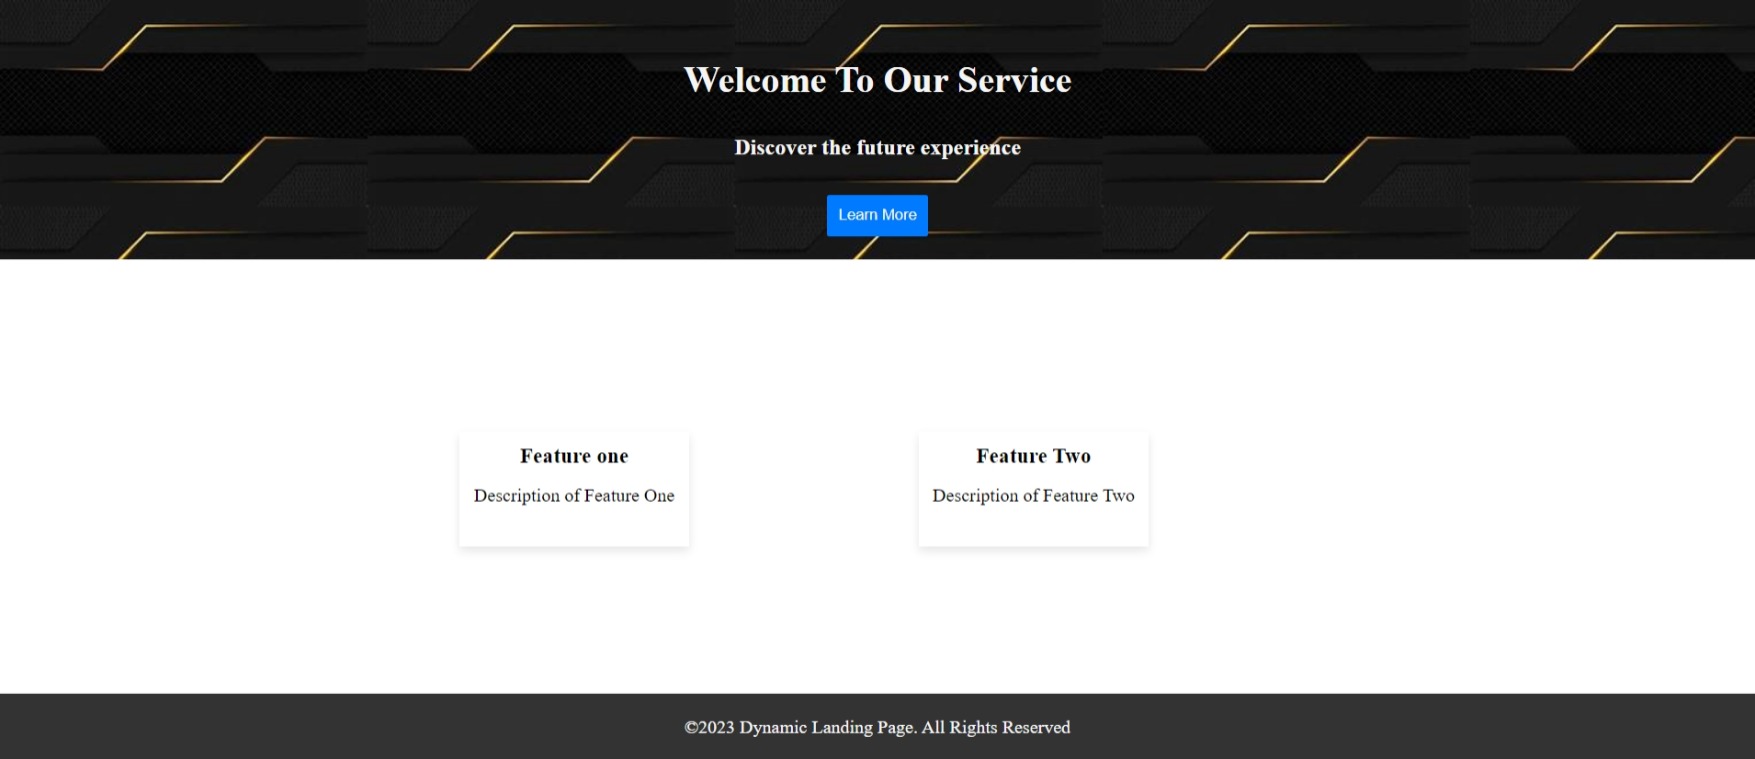 Welcome To Our Service
Discover the future experience
Learn More
Feature one
Description of Feature One
Feature Two
Description of Feature Two
©2023 Dynamic Landing Page. All Rights Reserved